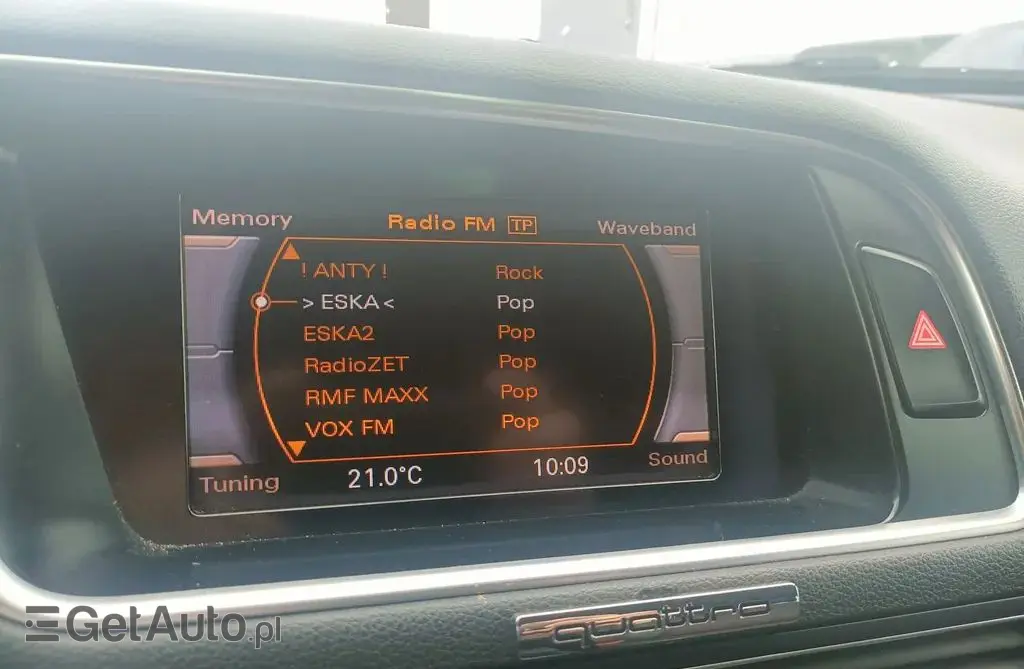 Memory Radio FM TP Waveband
! ANTY ! Rock
> ESKA < Pop
ESKA2 Pop
RadioZET Pop
RMF MAXX Pop
VOX FM Pop
Tuning 21.0°C 10:09 Sound
quattro
GetAuto.pl